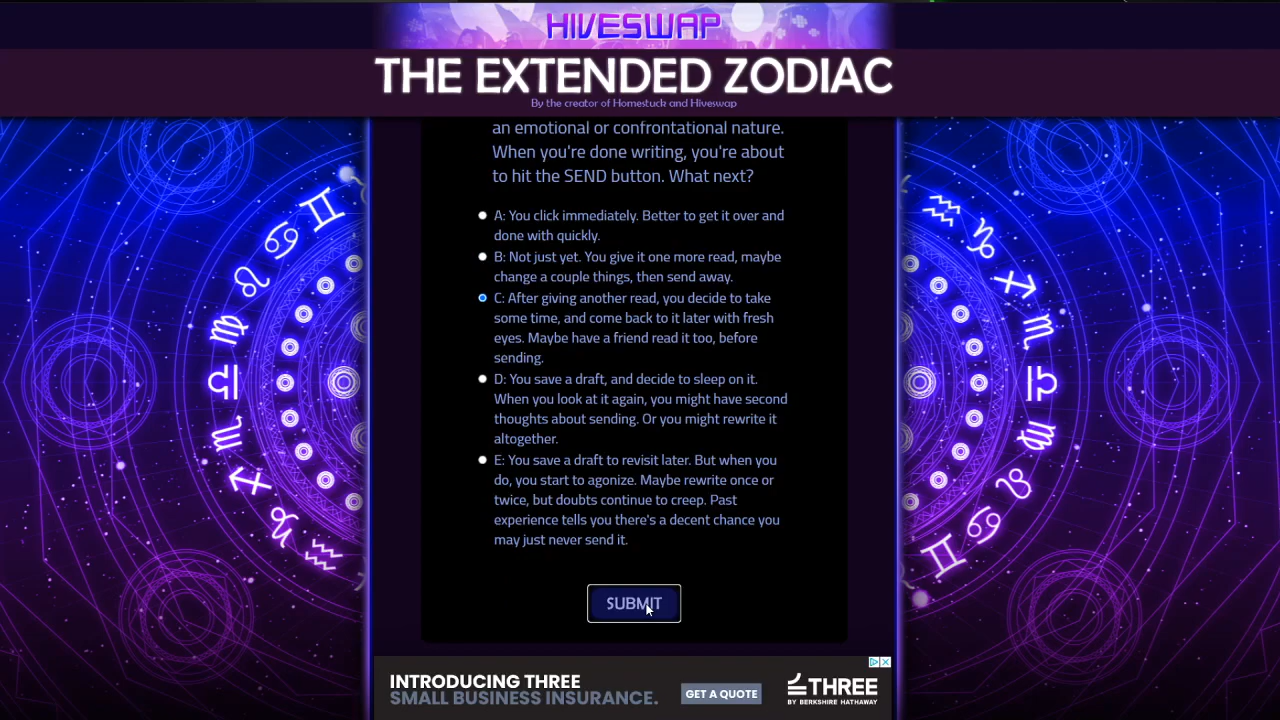 HIVESWAP
THE EXTENDED ZODIAC
By the creator of Homestuck and Hiveswap
an emotional or confrontational nature.
When you're done writing, you're about
to hit the SEND button. What next?
A: You click immediately. Better to get it over and
done with quickly.
B: Not just yet. You give it one more read, maybe
change a couple things, then send away.
C: After giving another read, you decide to take
some time, and come back to it later with fresh
eyes. Maybe have a friend read it too, before
sending.
D: You save a draft, and decide to sleep on it.
When you look at it again, you might have second
thoughts about sending. Or you might rewrite it
altogether.
E: You save a draft to revisit later. But when you
do, you start to agonize. Maybe rewrite once or
twice, but doubts continue to creep. Past
experience tells you there's a decent chance you
may just never send it.
SUBMIT
INTRODUCING THREE
SMALL BUSINESS INSURANCE.
GET A QUOTE
THREE
BY BERKSHIRE HATHAWAY